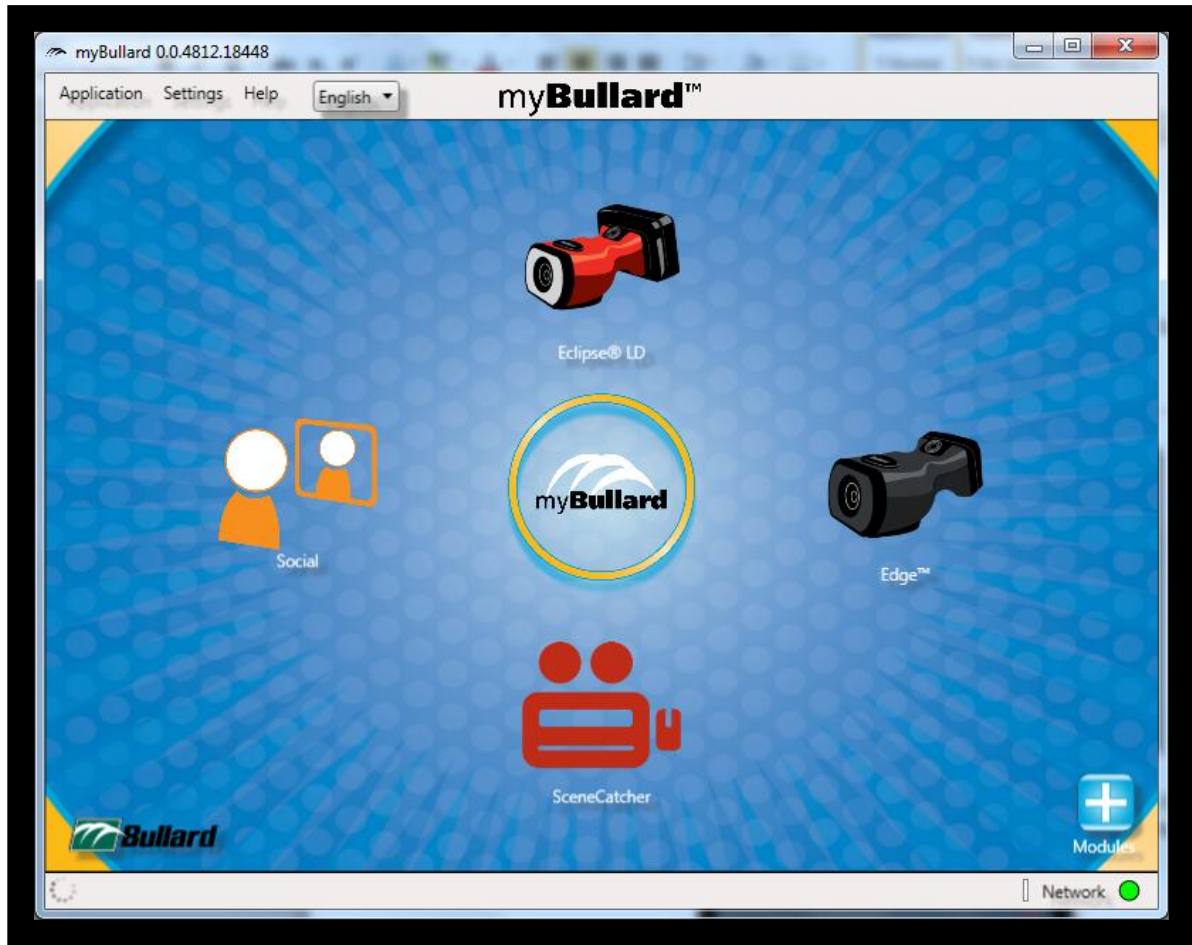 myBullard 0.0.4812.18448
Application Settings Help English myBullard™
Eclipse® LD
myBullard
Social
Edge™
SceneCatcher
Bullard
Modules
Network